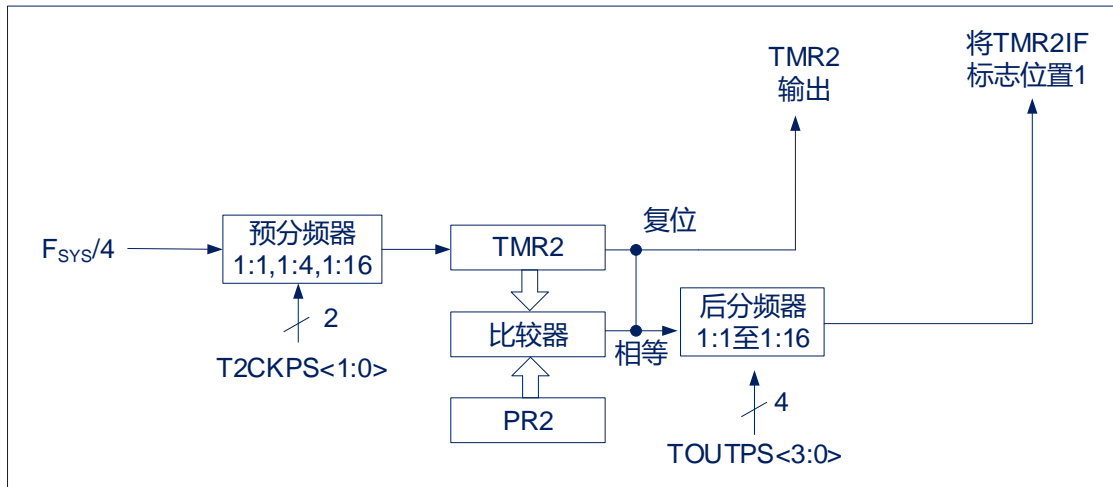 TMR2
输出
将TMR2IF
标志位置1
复位
F_SYS/4
预分频器
1:1,1:4,1:16
TMR2
2
T2CKPS<1:0>
比较器
相等
后分频器
1:1至1:16
PR2
4
TOUTPS<3:0>